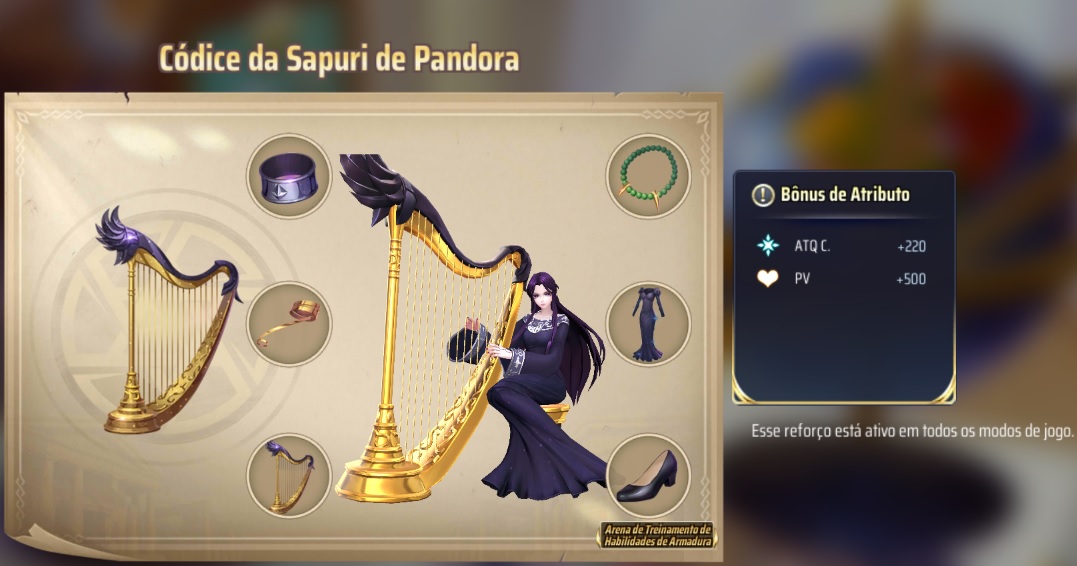 Códice da Sapuri de Pandora
Bônus de Atributo
ATQ C. +220
PV +500
Esse reforço está ativo em todos os modos de jogo.
Arena de Treinamento de
Habilidades de Armadura